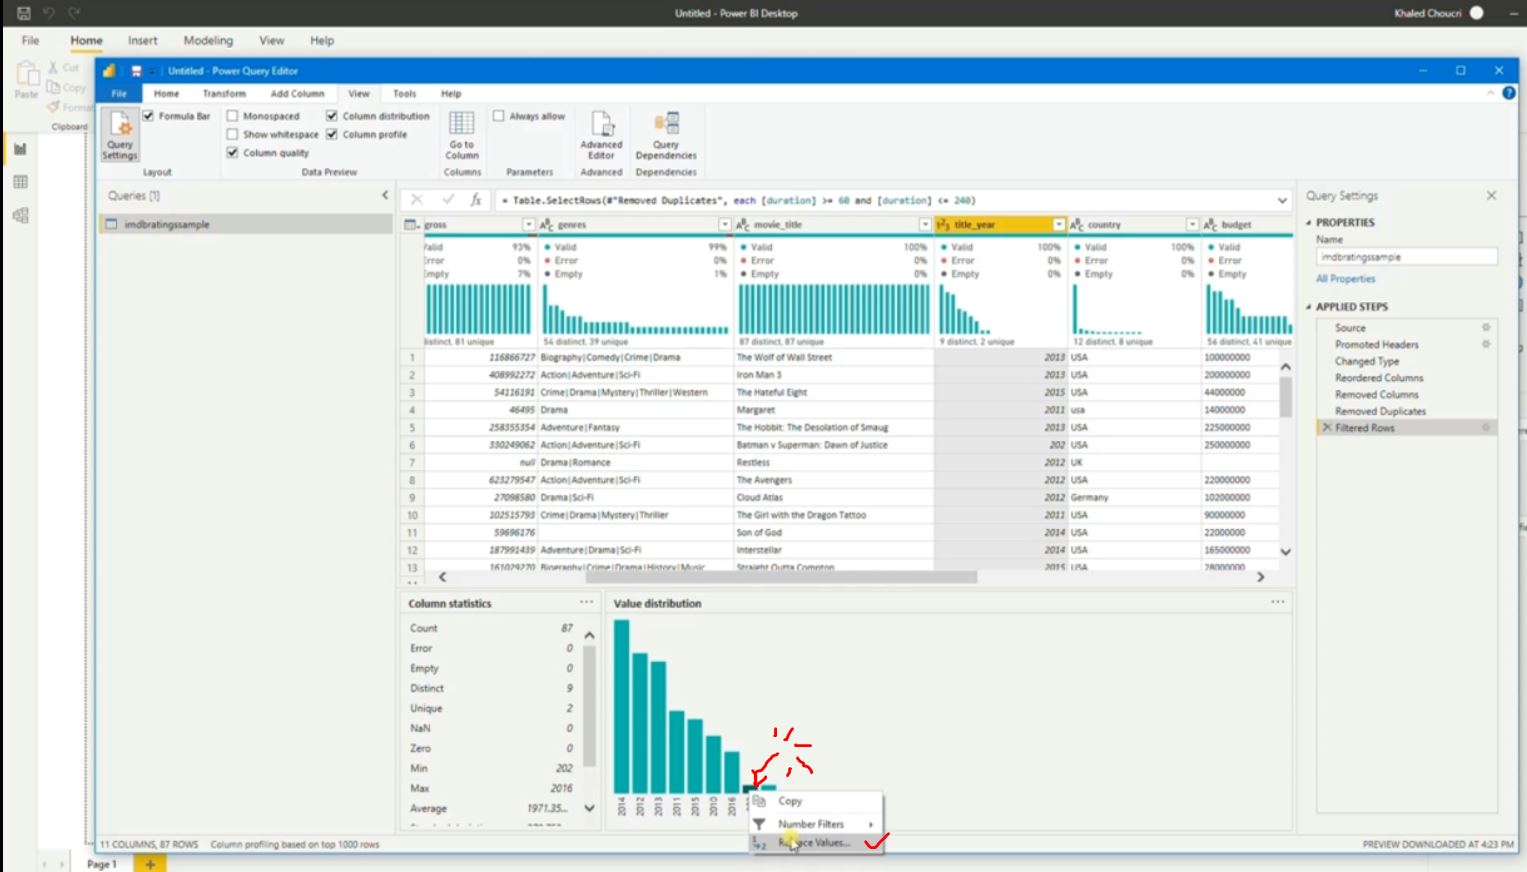 Untitled - Power BI Desktop
Khaled Choucri
File Home Insert Modeling View Help
Paste
Cut
Copy
Format
Clipboard
Untitled - Power Query Editor
File Home Transform Add Column View Tools Help
Query
Settings
Formula Bar
Layout
Monospaced
Show whitespace
Column quality
Column distribution
Column profile
Data Preview
Go to
Column
Columns
Always allow
Parameters
Advanced
Editor
Advanced
Query
Dependencies
Dependencies
Queries [1]
imdbratingssample
fx = Table.SelectRows(#"Removed Duplicates", each [duration] >= 60 and [duration] <= 240)
gross genres movie_title title_year country budget
Valid 93% Valid 99% Valid 100% Valid 100% Valid 100% Valid
Error 0% Error 0% Error 0% Error 0% Error 0% Error
Empty 7% Empty 1% Empty 0% Empty 0% Empty 0% Empty
distinct, 81 unique 54 distinct, 39 unique 87 distinct, 87 unique 9 distinct, 2 unique 12 distinct, 8 unique 56 distinct, 41 unique
1 116866727 Biography|Comedy|Crime|Drama The Wolf of Wall Street 2013 USA 100000000
2 408992272 Action|Adventure|Sci-Fi Iron Man 3 2013 USA 200000000
3 54116191 Crime|Drama|Mystery|Thriller|Western The Hateful Eight 2015 USA 44000000
4 46495 Drama Margaret 2011 usa 14000000
5 258355354 Adventure|Fantasy The Hobbit: The Desolation of Smaug 2013 USA 225000000
6 330249062 Action|Adventure|Sci-Fi Batman v Superman: Dawn of Justice 202 USA 250000000
7 null Drama|Romance Restless 2012 UK
8 623279547 Action|Adventure|Sci-Fi The Avengers 2012 USA 220000000
9 27098580 Drama|Sci-Fi Cloud Atlas 2012 Germany 102000000
10 102515793 Crime|Drama|Mystery|Thriller The Girl with the Dragon Tattoo 2011 USA 90000000
11 59696176 Son of God 2014 USA 22000000
12 187991439 Adventure|Drama|Sci-Fi Interstellar 2014 USA 165000000
13 161029270 Biography|Crime|Drama|History|Music Straight Outta Compton 2015 USA 28000000
Column statistics
Count 87
Error 0
Empty 0
Distinct 9
Unique 2
NaN 0
Zero 0
Min 202
Max 2016
Average 1971.35...
Value distribution
2014 2012 2013 2011 2015 2010 2016
Copy
Number Filters
Replace Values...
Query Settings
PROPERTIES
Name
imdbratingssample
All Properties
APPLIED STEPS
Source
Promoted Headers
Changed Type
Reordered Columns
Removed Columns
Removed Duplicates
Filtered Rows
11 COLUMNS, 87 ROWS Column profiling based on top 1000 rows
PREVIEW DOWNLOADED AT 4:23 PM
Page 1